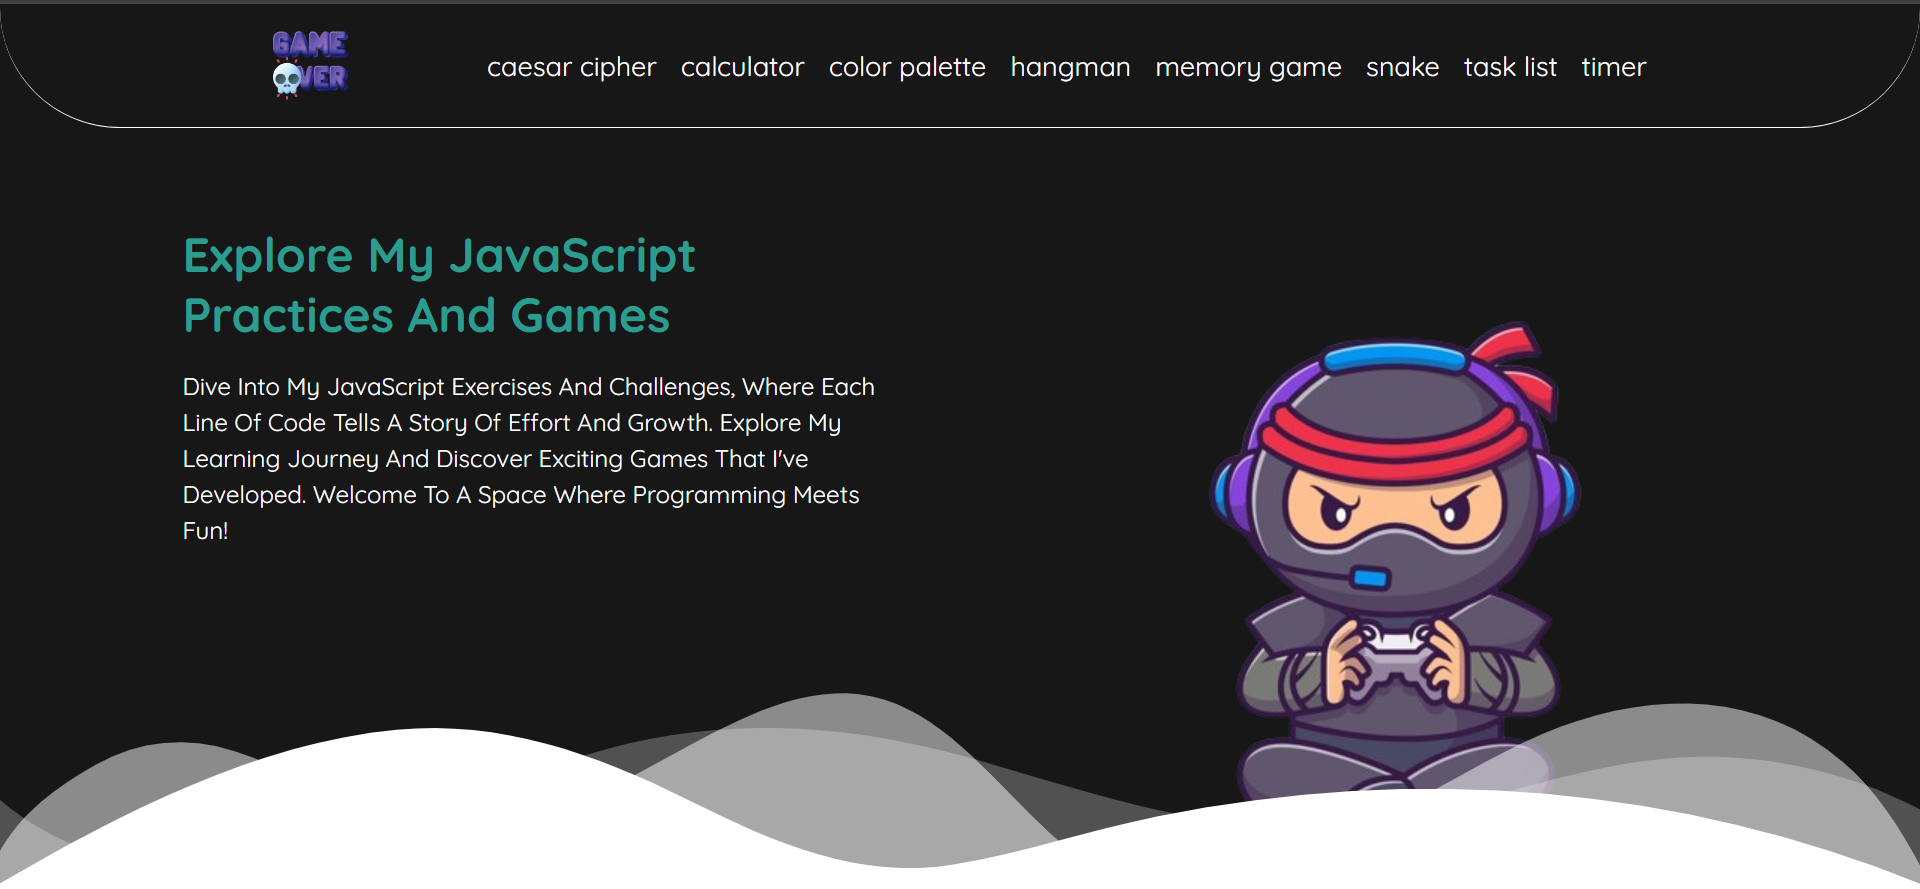 GAME
OVER
caesar cipher calculator color palette hangman memory game snake task list timer
Explore My JavaScript
Practices And Games
Dive Into My JavaScript Exercises And Challenges, Where Each
Line Of Code Tells A Story Of Effort And Growth. Explore My
Learning Journey And Discover Exciting Games That I've
Developed. Welcome To A Space Where Programming Meets
Fun!